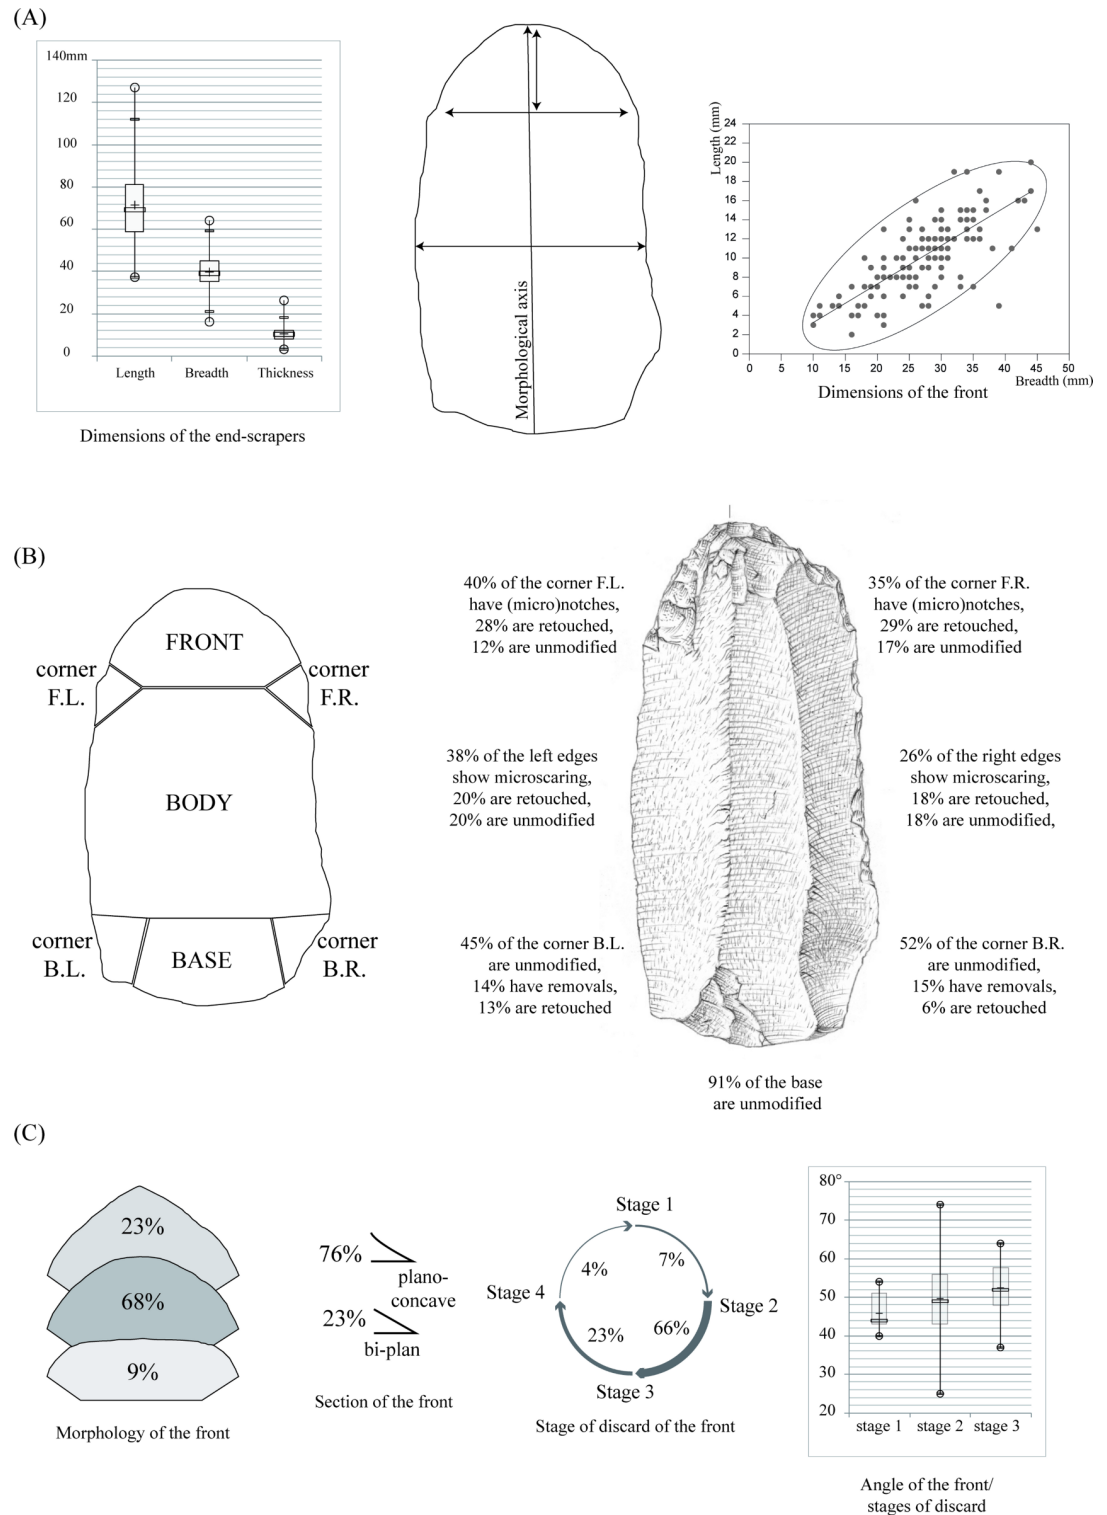 (A)
140mm
120
100
80
60
40
20
0
Length
Breadth
Thickness
Dimensions of the end-scrapers
Morphological axis
Length (mm)
24
22
20
18
16
14
12
10
8
6
4
2
0
0
5
10
15
20
25
30
35
40
45
50
Breadth (mm)
Dimensions of the front
(B)
FRONT
corner
F.L.
corner
F.R.
BODY
corner
B.L.
BASE
corner
B.R.
40% of the corner F.L.
have (micro)notches,
28% are retouched,
12% are unmodified
35% of the corner F.R.
have (micro)notches,
29% are retouched,
17% are unmodified
38% of the left edges
show microscaring,
20% are retouched,
20% are unmodified
26% of the right edges
show microscaring,
18% are retouched,
18% are unmodified,
45% of the corner B.L.
are unmodified,
14% have removals,
13% are retouched
52% of the corner B.R.
are unmodified,
15% have removals,
6% are retouched
91% of the base
are unmodified
(C)
23%
68%
9%
Morphology of the front
76%
plano-
concave
23%
bi-plan
Section of the front
Stage 1
4%
7%
Stage 4
Stage 2
23%
66%
Stage 3
Stage of discard of the front
80°
70
60
50
40
30
20
stage 1
stage 2
stage 3
Angle of the front/
stages of discard